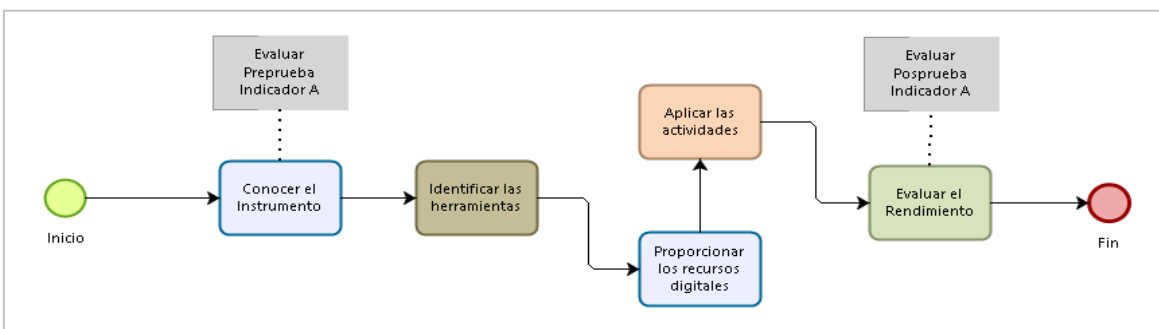 Evaluar
Preprueba
Indicador A
Evaluar
Posprueba
Indicador A
Aplicar las
actividades
Conocer el
Instrumento
Identificar las
herramientas
Evaluar el
Rendimiento
Inicio
Proporcionar
los recursos
digitales
Fin